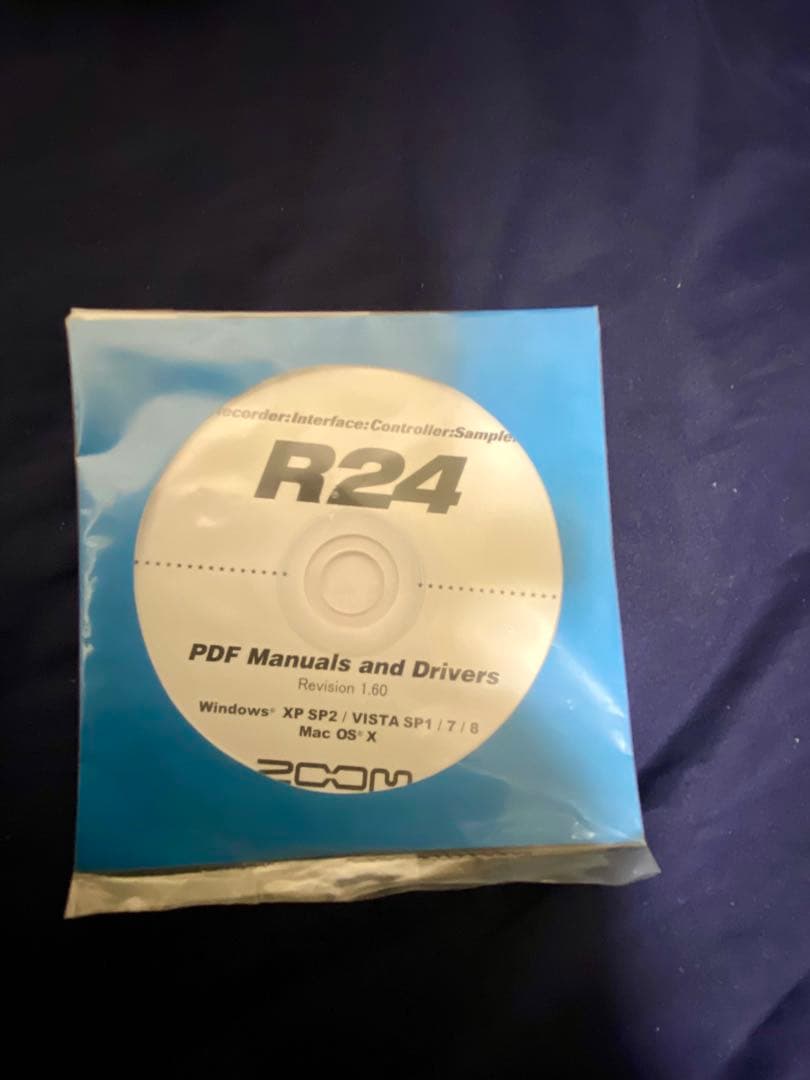 ecorder:Interface:Controller:Sample
R24
PDF Manuals and Drivers
Revision 1.60
Windows® XP SP2 / VISTA SP1 / 7 / 8
Mac OS® X
ZOOM